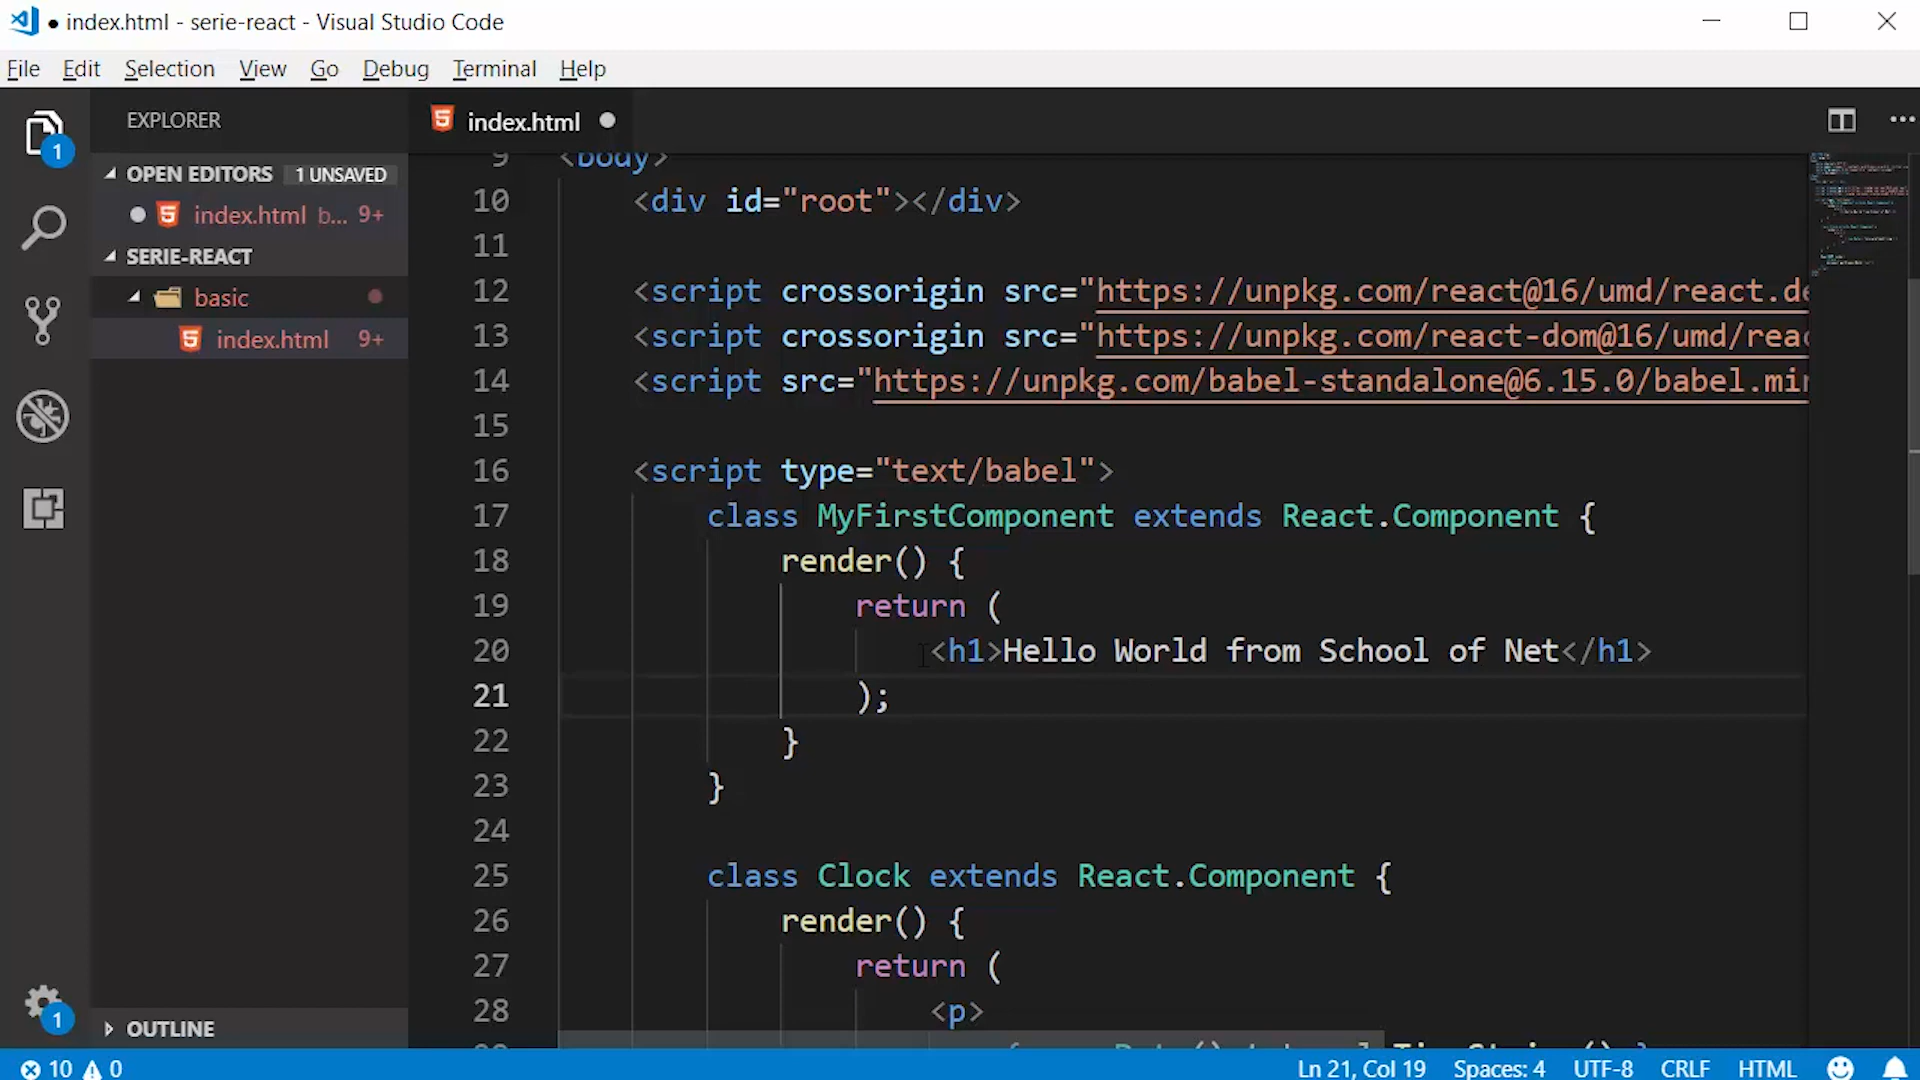 ● index.html - serie-react - Visual Studio Code
File Edit Selection View Go Debug Terminal Help
EXPLORER
index.html ●
OPEN EDITORS 1 UNSAVED
● index.html b... 9+
SERIE-REACT
basic
index.html 9+
OUTLINE
1
1
9 <body>
10 <div id="root"></div>
11
12 <script crossorigin src="https://unpkg.com/react@16/umd/react.de
13 <script crossorigin src="https://unpkg.com/react-dom@16/umd/reac
14 <script src="https://unpkg.com/babel-standalone@6.15.0/babel.min
15
16 <script type="text/babel">
17 class MyFirstComponent extends React.Component {
18 render() {
19 return (
20 <h1>Hello World from School of Net</h1>
21 );
22 }
23 }
24
25 class Clock extends React.Component {
26 render() {
27 return (
28 <p>
10 0 Ln 21, Col 19 Spaces: 4 UTF-8 CRLF HTML